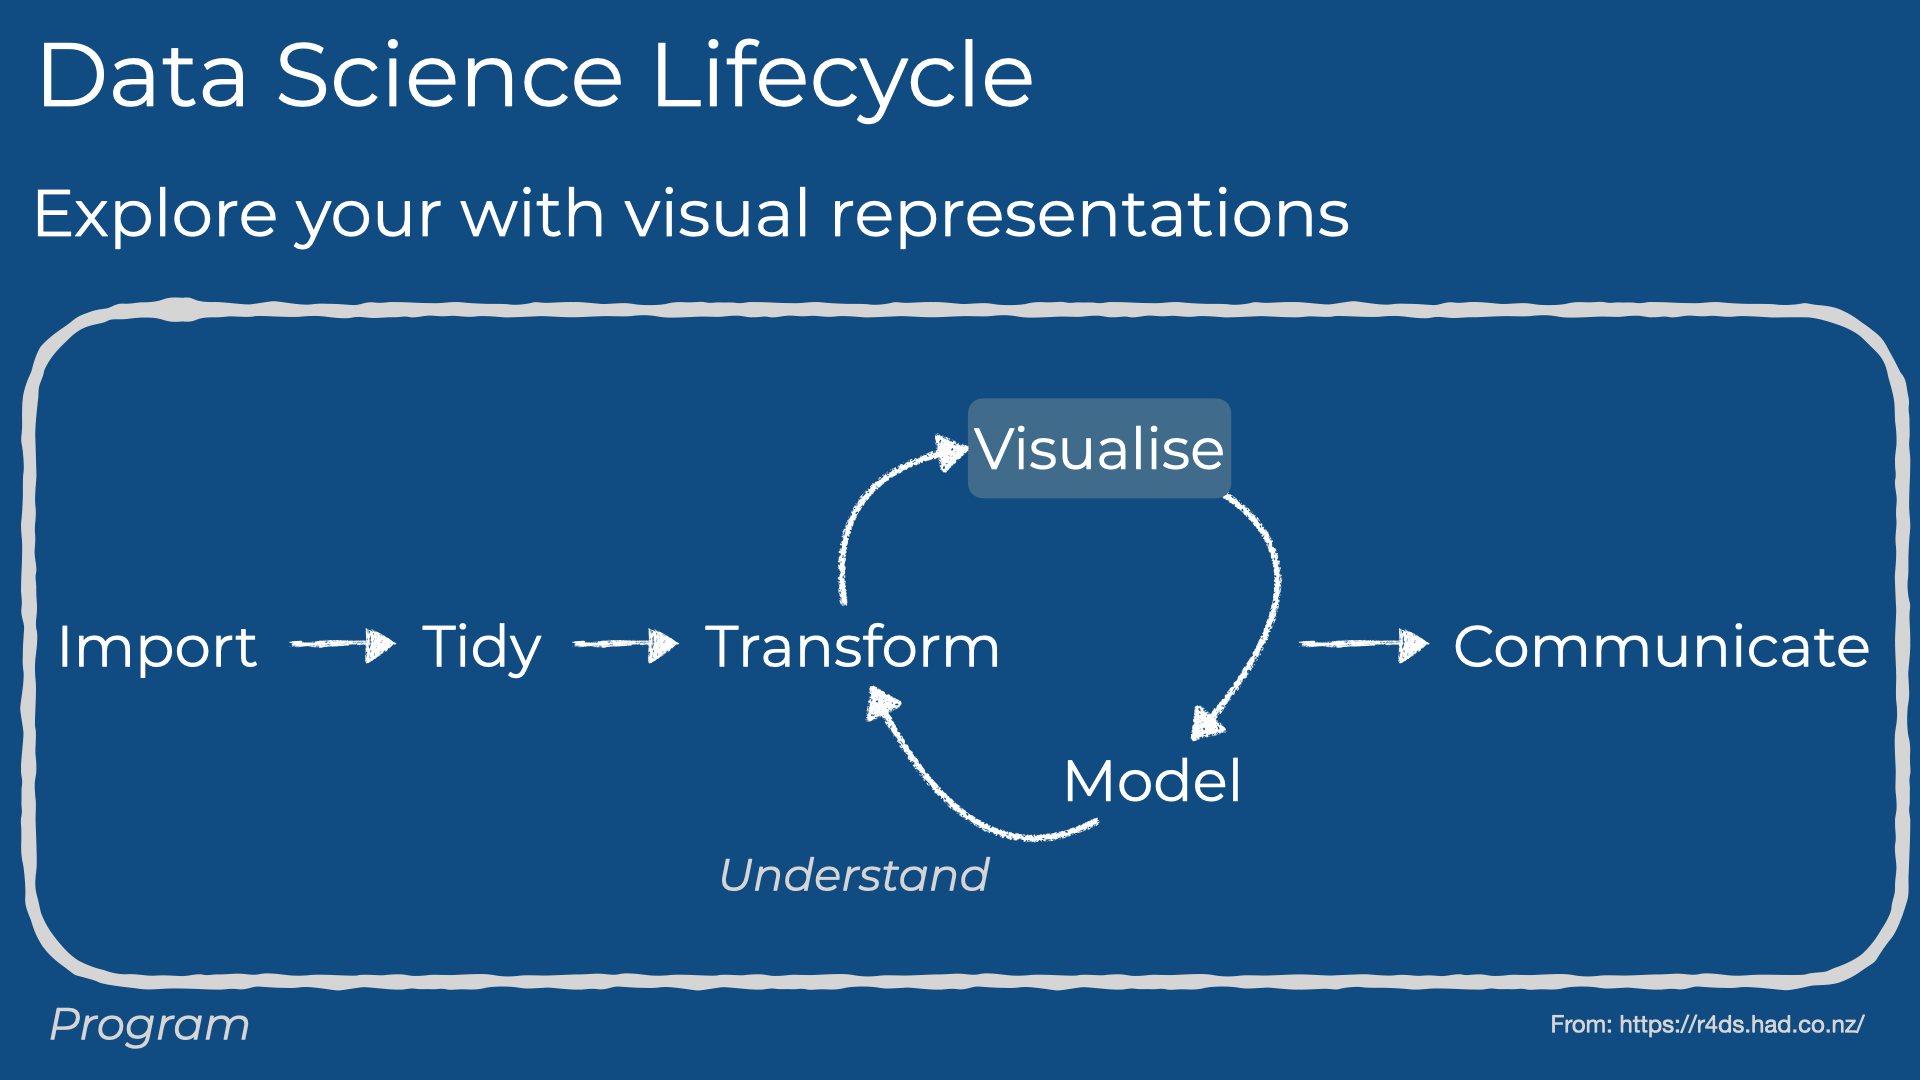 Data Science Lifecycle
Explore your with visual representations
Visualise
Import
Tidy
Transform
Communicate
Model
Understand
Program
From: https://r4ds.had.co.nz/